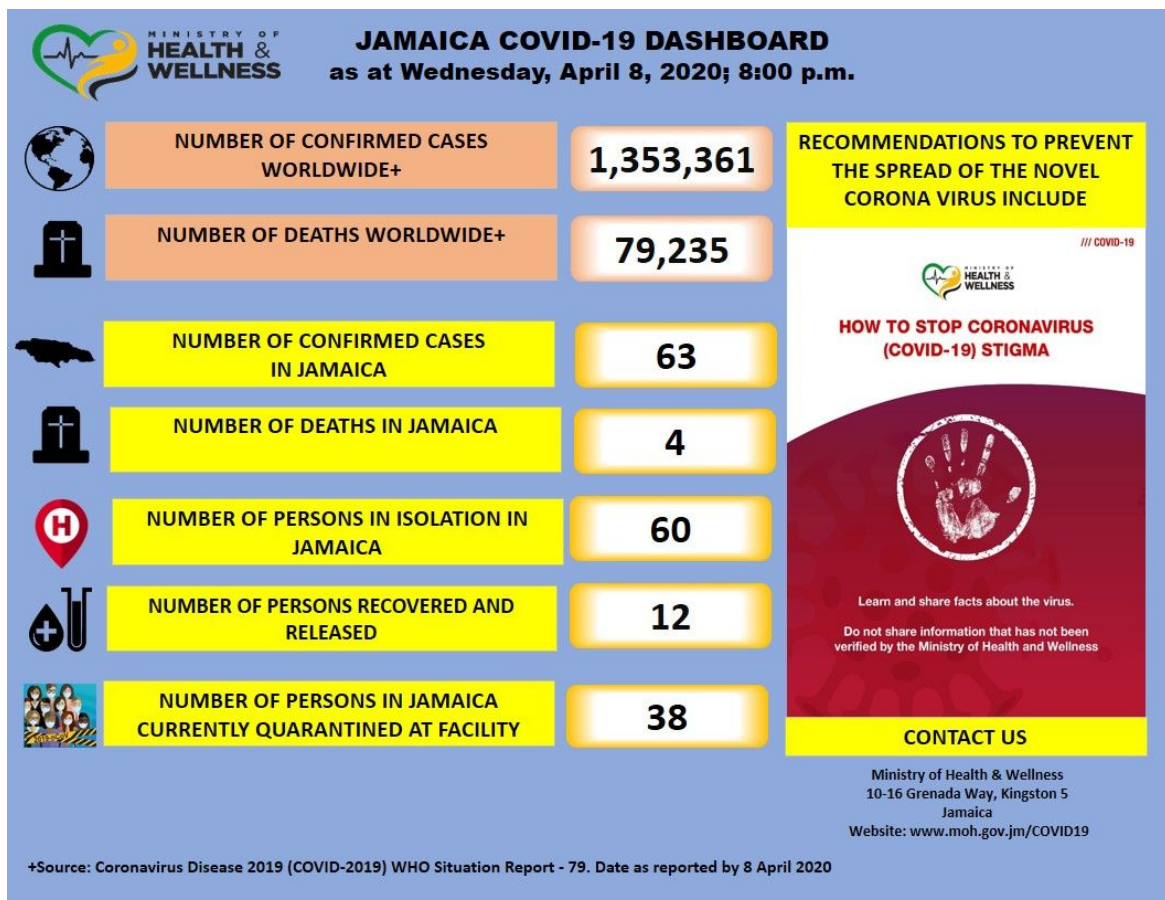 MINISTRY OF
HEALTH &
WELLNESS
JAMAICA COVID-19 DASHBOARD
as at Wednesday, April 8, 2020; 8:00 p.m.
NUMBER OF CONFIRMED CASES
WORLDWIDE+
1,353,361
NUMBER OF DEATHS WORLDWIDE+
79,235
NUMBER OF CONFIRMED CASES
IN JAMAICA
63
NUMBER OF DEATHS IN JAMAICA
4
H
NUMBER OF PERSONS IN ISOLATION IN
JAMAICA
60
NUMBER OF PERSONS RECOVERED AND
RELEASED
12
NUMBER OF PERSONS IN JAMAICA
CURRENTLY QUARANTINED AT FACILITY
38
RECOMMENDATIONS TO PREVENT
THE SPREAD OF THE NOVEL
CORONA VIRUS INCLUDE
/// COVID-19
MINISTRY OF
HEALTH &
WELLNESS
HOW TO STOP CORONAVIRUS
(COVID-19) STIGMA
Learn and share facts about the virus.
Do not share information that has not been
verified by the Ministry of Health and Wellness
CONTACT US
Ministry of Health & Wellness
10-16 Grenada Way, Kingston 5
Jamaica
Website: www.moh.gov.jm/COVID19
+Source: Coronavirus Disease 2019 (COVID-2019) WHO Situation Report - 79. Date as reported by 8 April 2020